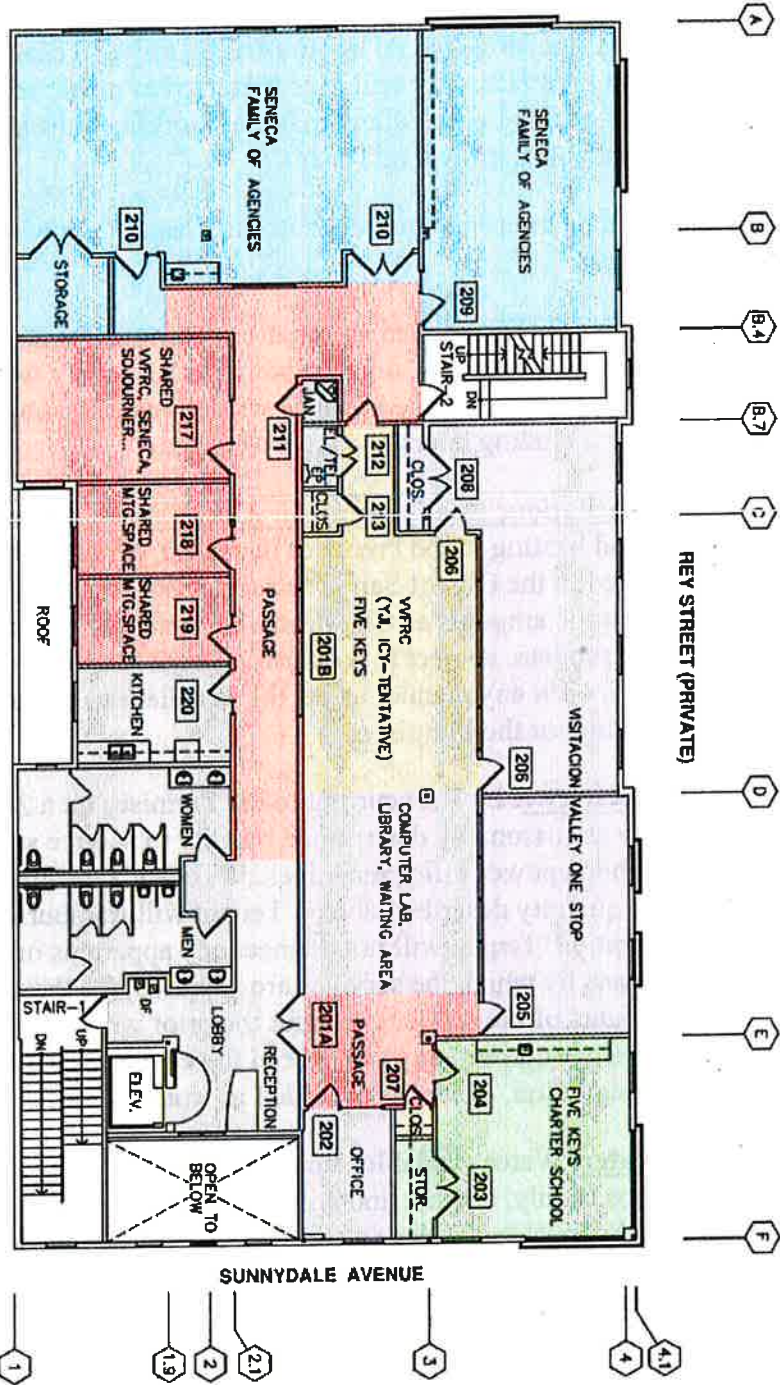 A
B
B.4
B.7
C
D
E
F
REY STREET (PRIVATE)
SENECA
FAMILY OF AGENCIES
209
STAIR-2
UP
DN
208
CLOS.
206
VISITACION VALLEY ONE STOP
206
205
FIVE KEYS
CHARTER SCHOOL
204
203
SENECA
FAMILY OF AGENCIES
210
210
STORAGE
JAN.
211
EL/TEL
EP
CLOS
212
213
VVFRC
(YJI, ICY-TENTATIVE)
FIVE KEYS
201B
COMPUTER LAB,
LIBRARY, WAITING AREA
PASSAGE
201A
207
CLOS
STOR.
202
OFFICE
PASSAGE
SHARED
VVFRC, SENECA,
SOJOURNER...
217
SHARED
MTG.SPACE
218
SHARED
MTG.SPACE
219
KITCHEN
220
ROOF
WOMEN
MEN
DF
LOBBY
RECEPTION
STAIR-1
UP
DN
ELEV.
OPEN TO
BELOW
SUNNYDALE AVENUE
1
1.9
2
2.1
3
4
4.1